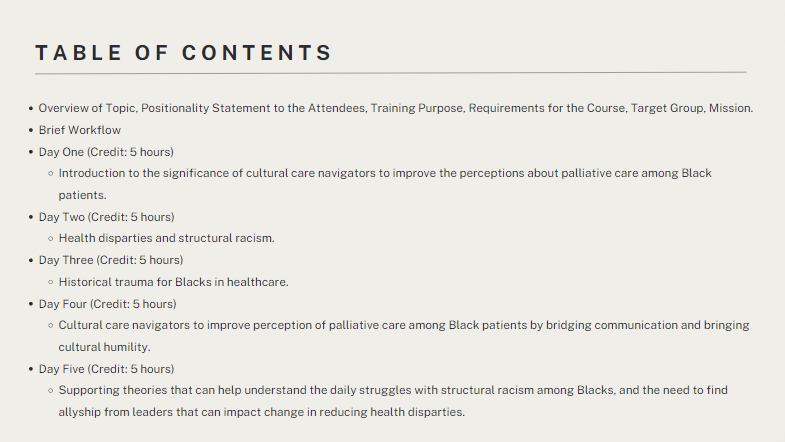 TABLE OF CONTENTS
• Overview of Topic, Positionality Statement to the Attendees, Training Purpose, Requirements for the Course, Target Group, Mission.
• Brief Workflow
• Day One (Credit: 5 hours)
○ Introduction to the significance of cultural care navigators to improve the perceptions about palliative care among Black
patients.
• Day Two (Credit: 5 hours)
○ Health disparties and structural racism.
• Day Three (Credit: 5 hours)
○ Historical trauma for Blacks in healthcare.
• Day Four (Credit: 5 hours)
○ Cultural care navigators to improve perception of palliative care among Black patients by bridging communication and bringing
cultural humility.
• Day Five (Credit: 5 hours)
○ Supporting theories that can help understand the daily struggles with structural racism among Blacks, and the need to find
allyship from leaders that can impact change in reducing health disparties.